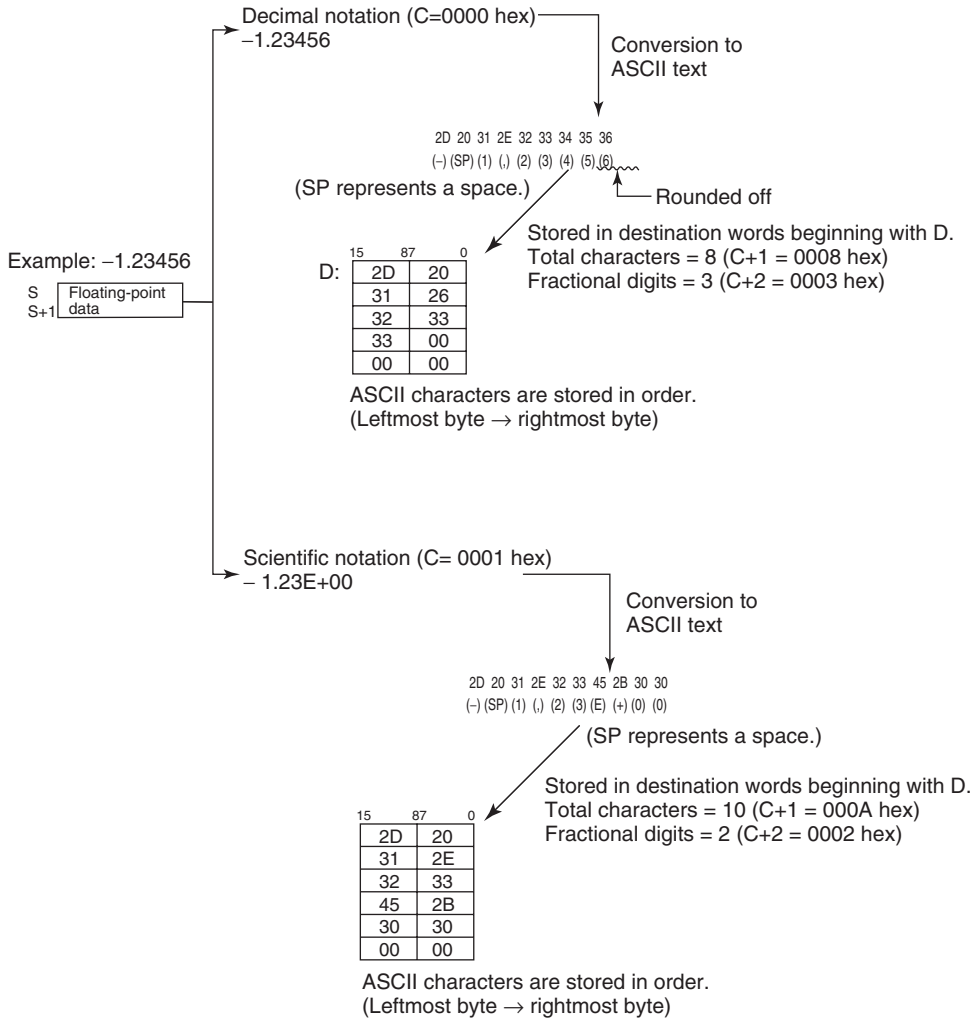 Decimal notation (C=0000 hex)
−1.23456
Conversion to
ASCII text
2D 20 31 2E 32 33 34 35 36
(−) (SP) (1) (,) (2) (3) (4) (5) (6)
(SP represents a space.)
Rounded off
Stored in destination words beginning with D.
Total characters = 8 (C+1 = 0008 hex)
Fractional digits = 3 (C+2 = 0003 hex)
Example: −1.23456
S
S+1
Floating-point
data
15 87 0
D:
2D 20
31 26
32 33
33 00
00 00
ASCII characters are stored in order.
(Leftmost byte → rightmost byte)
Scientific notation (C= 0001 hex)
− 1.23E+00
Conversion to
ASCII text
2D 20 31 2E 32 33 45 2B 30 30
(−) (SP) (1) (,) (2) (3) (E) (+) (0) (0)
(SP represents a space.)
Stored in destination words beginning with D.
Total characters = 10 (C+1 = 000A hex)
Fractional digits = 2 (C+2 = 0002 hex)
15 87 0
2D 20
31 2E
32 33
45 2B
30 30
00 00
ASCII characters are stored in order.
(Leftmost byte → rightmost byte)